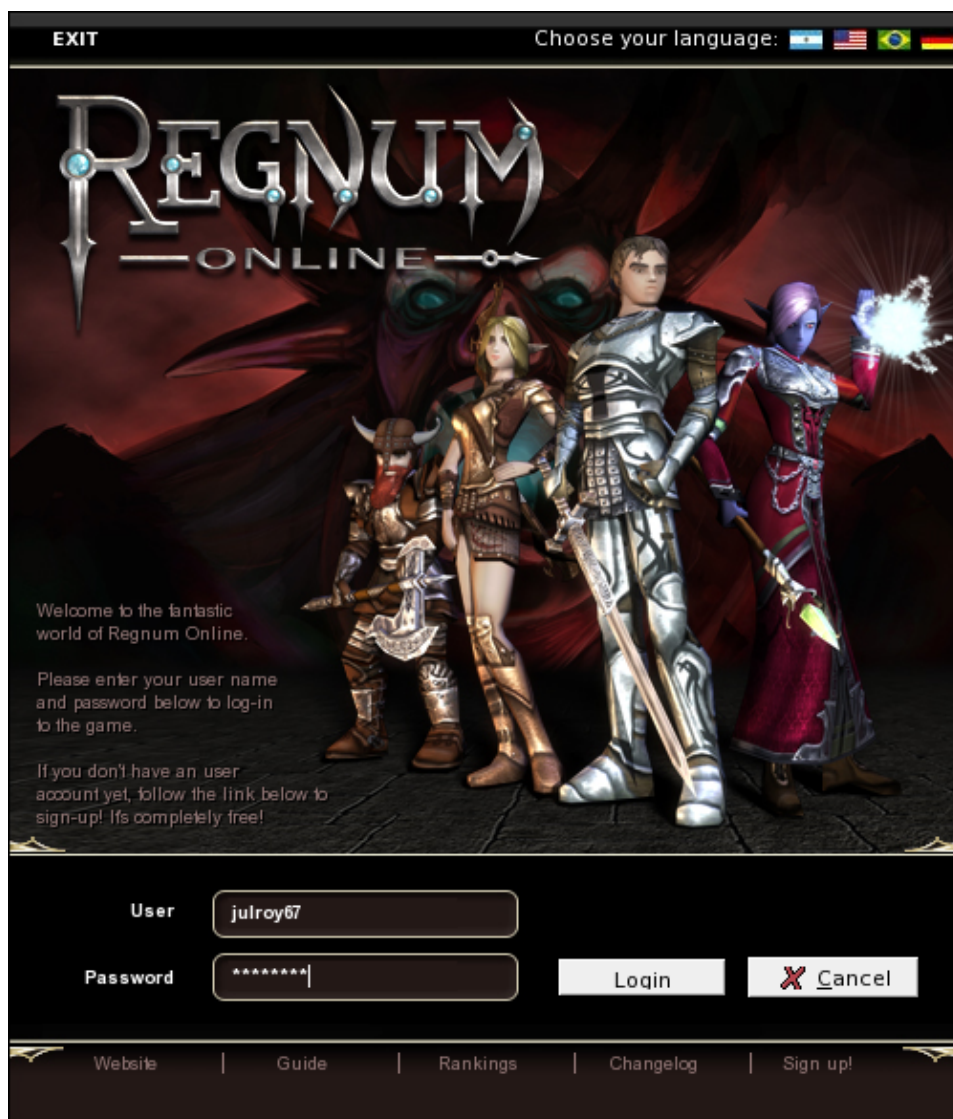 EXIT
Choose your language:
REGNUM
ONLINE
Welcome to the fantastic
world of Regnum Online.
Please enter your user name
and password below to log-in
to the game.
If you don't have an user
account yet, follow the link below to
sign-up! It's completely free!
User
julroy67
Password
********
Login
Cancel
Website | Guide | Rankings | Changelog | Sign up!